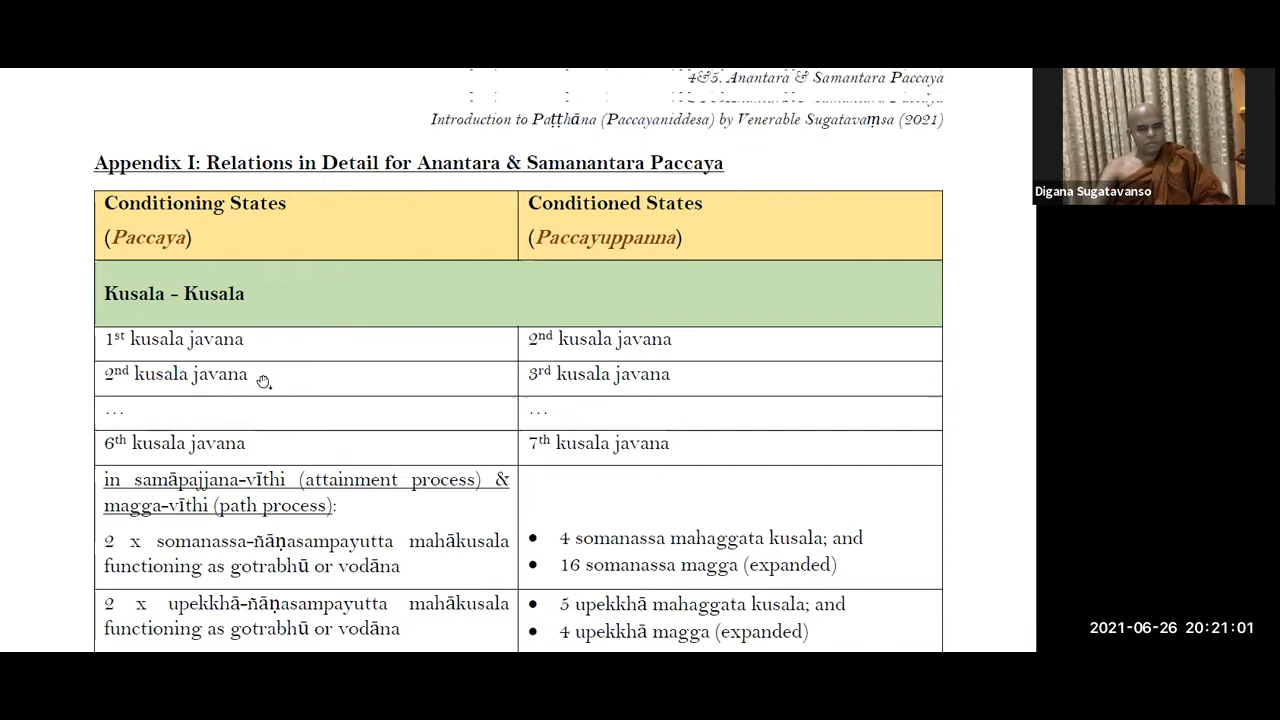 4&5. Anantara & Samantara Paccaya
Introduction to Paṭṭhāna (Paccayaniddesa) by Venerable Sugatavaṃsa (2021)
Appendix I: Relations in Detail for Anantara & Samanantara Paccaya
Conditioning States
(Paccaya)
Conditioned States
(Paccayuppanna)
Kusala – Kusala
1st kusala javana
2nd kusala javana
2nd kusala javana
3rd kusala javana
...
...
6th kusala javana
7th kusala javana
in samāpajjana-vīthi (attainment process) &
magga-vīthi (path process):
2 x somanassa-ñāṇasampayutta mahākusala
functioning as gotrabhū or vodāna
• 4 somanassa mahaggata kusala; and
• 16 somanassa magga (expanded)
2 x upekkhā-ñāṇasampayutta mahākusala
functioning as gotrabhū or vodāna
• 5 upekkhā mahaggata kusala; and
• 4 upekkhā magga (expanded)
Digana Sugatavanso
2021-06-26 20:21:01